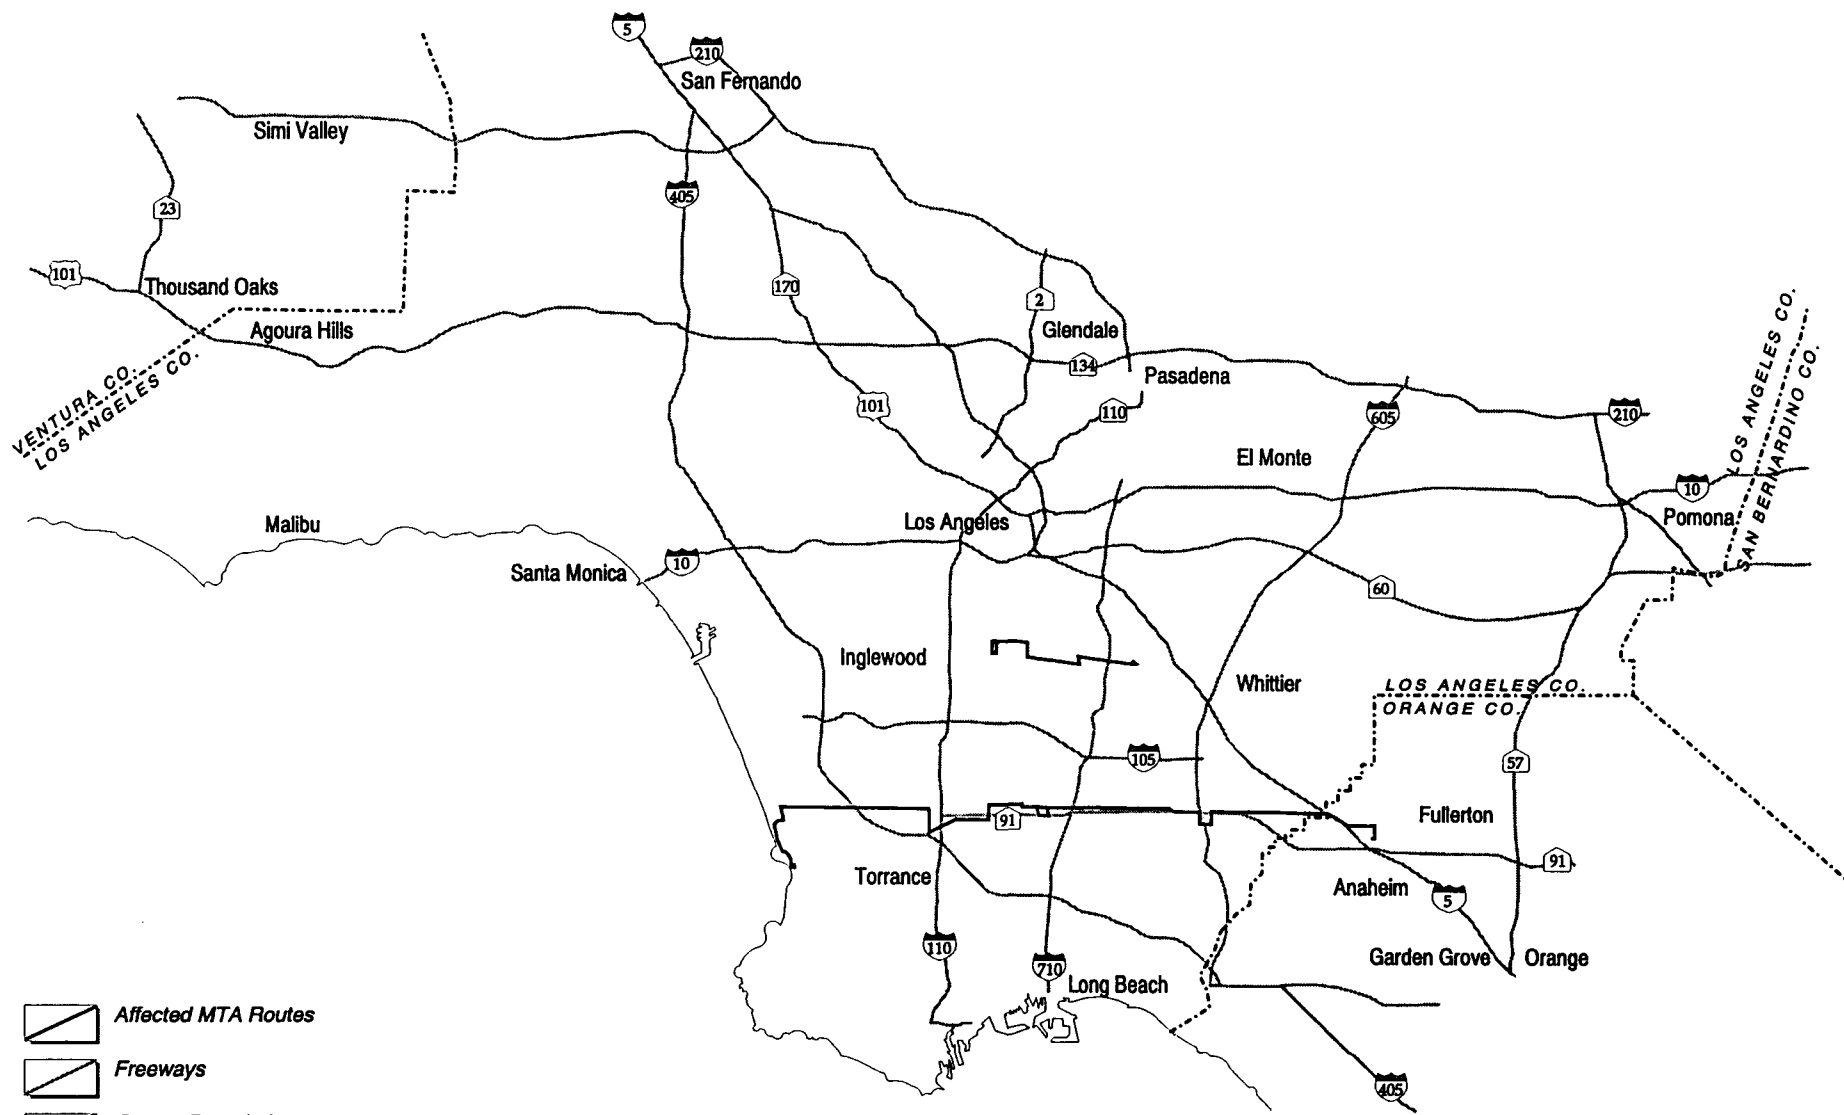 5
210
San Fernando
Simi Valley
405
23
101
Thousand Oaks
170
2
Agoura Hills
Glendale
134
VENTURA CO.
LOS ANGELES CO.
Pasadena
101
110
605
210
LOS ANGELES CO.
SAN BERNARDINO CO.
El Monte
10
Malibu
Los Angeles
Pomona
Santa Monica
10
60
Inglewood
Whittier
LOS ANGELES CO.
ORANGE CO.
105
57
91
Fullerton
91
Torrance
Anaheim
5
110
Garden Grove
Orange
710
Long Beach
Affected MTA Routes
Freeways
405